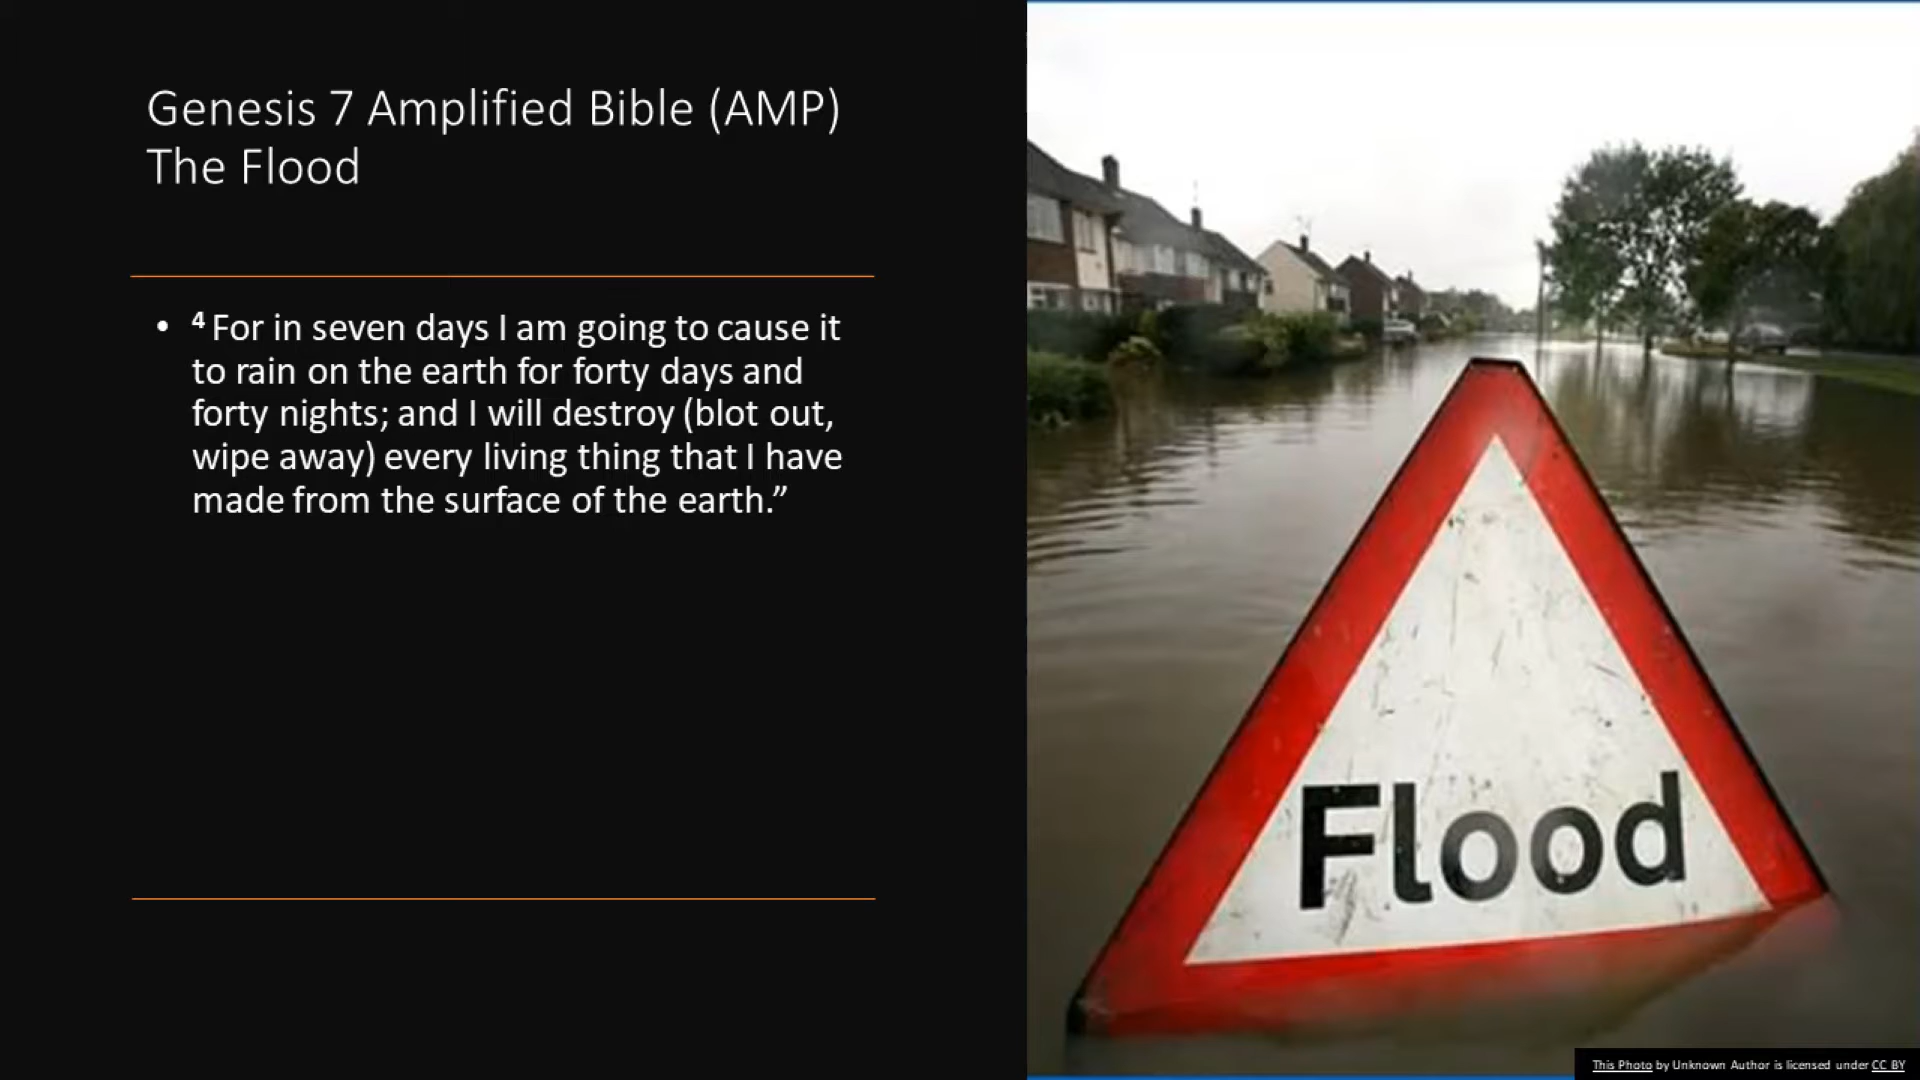 Genesis 7 Amplified Bible (AMP)
The Flood
• ⁴ For in seven days I am going to cause it
to rain on the earth for forty days and
forty nights; and I will destroy (blot out,
wipe away) every living thing that I have
made from the surface of the earth.”
Flood
This Photo by Unknown Author is licensed under CC BY